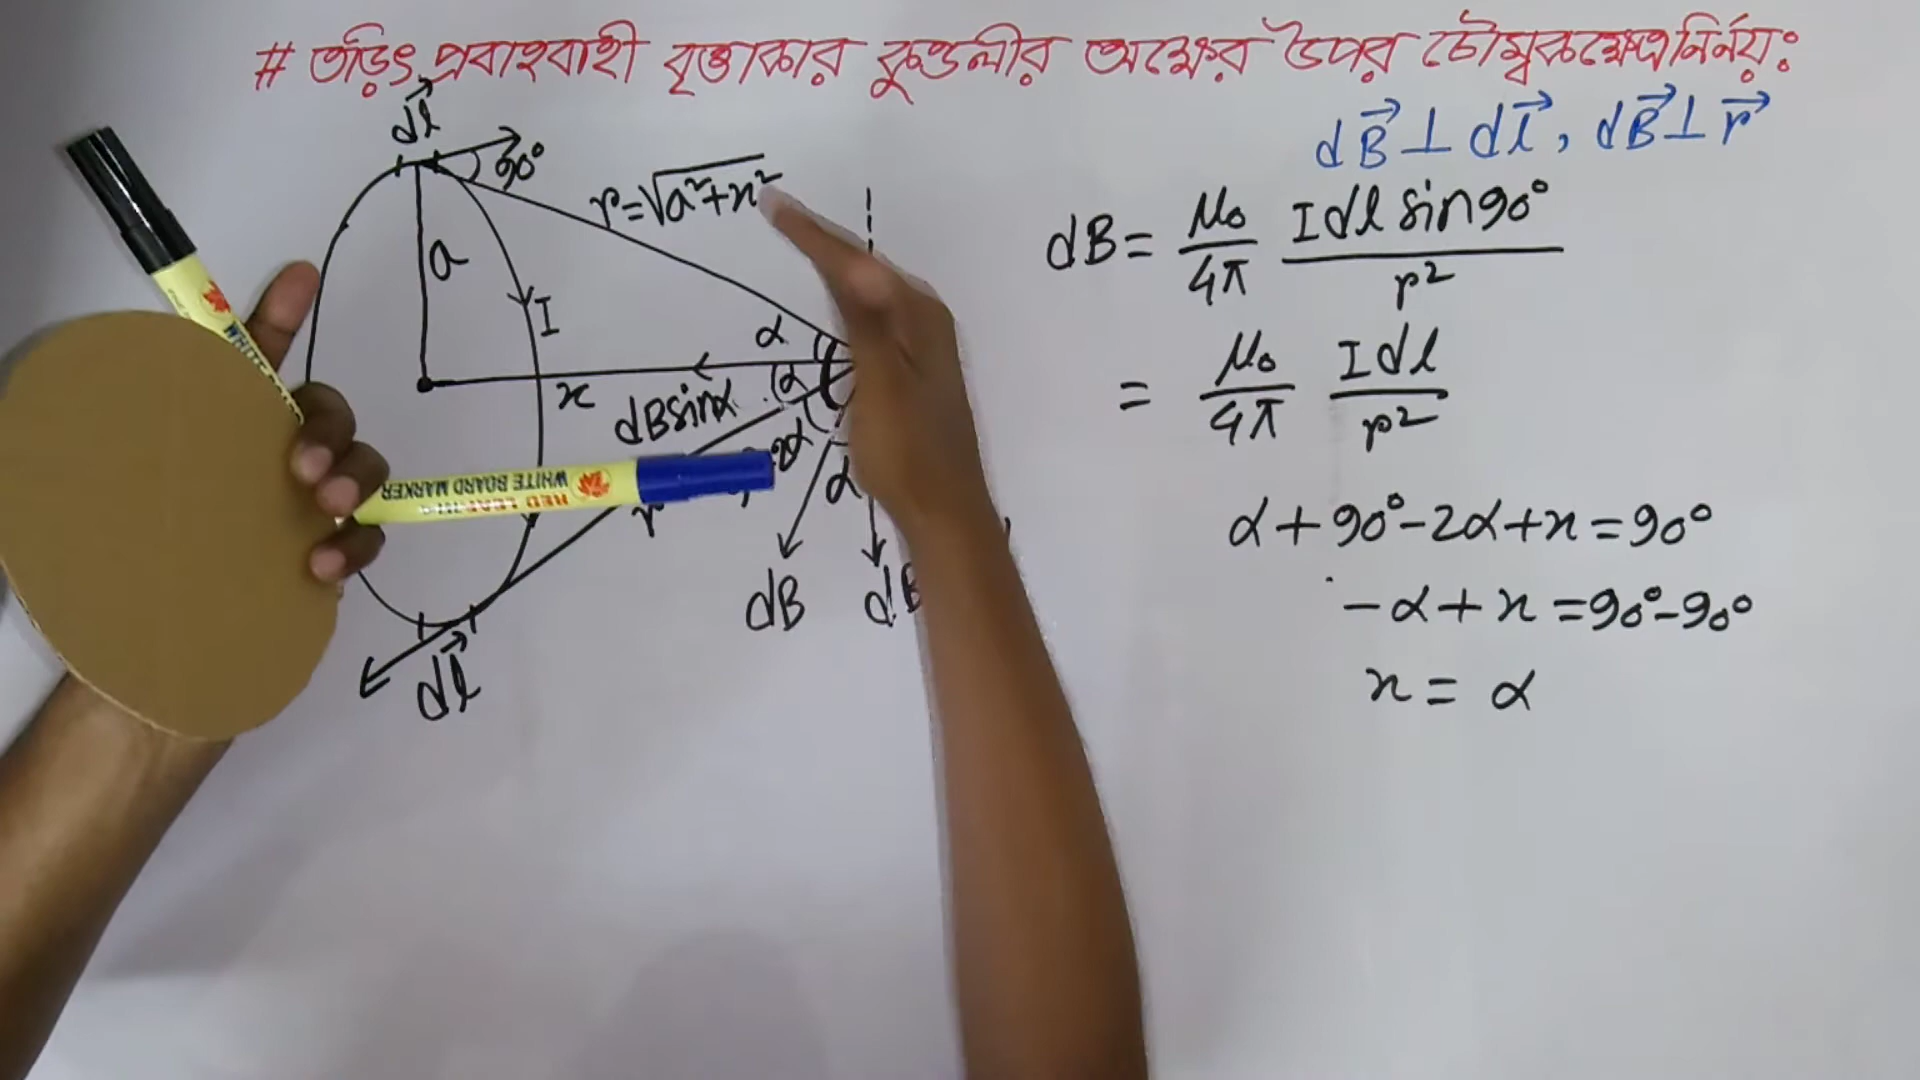 # তড়িৎ প্রবাহবাহী বৃত্তাকার কুণ্ডলীর অক্ষের উপর চৌম্বকক্ষেত্র নির্নয়ঃ
dB⃗ ⊥ dl⃗, dB⃗ ⊥ r⃗
dl⃗
90°
r=√a²+x²
a
I
α
x
α
dBsinα
α
r
dB
dl⃗
WHITE BOARD MARKER
dB = μ₀/4π Idl sin90°/r²
= μ₀/4π Idl/r²
α + 90° - 2α + x = 90°
- α + x = 90° - 90°
x = α